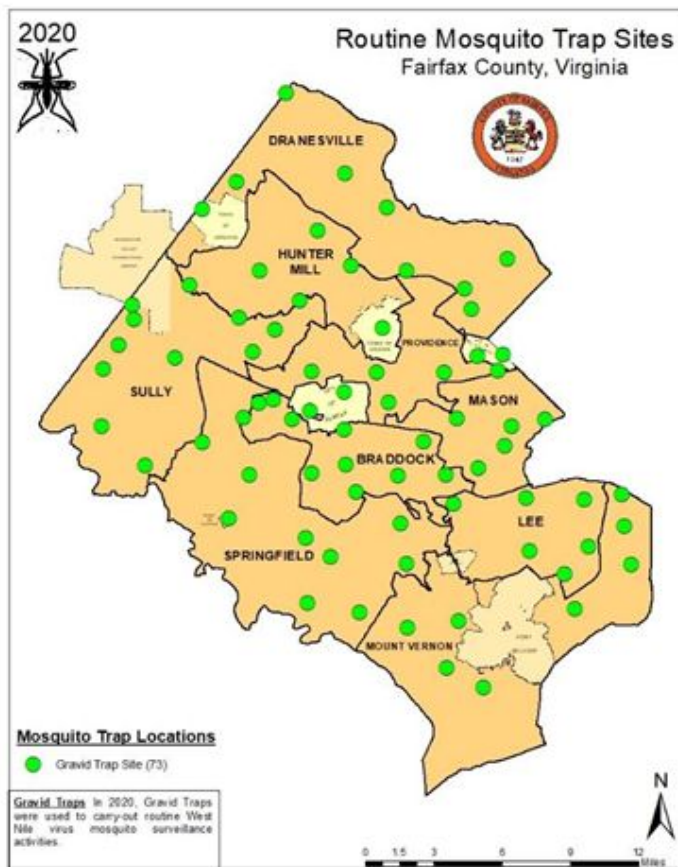 2020
Routine Mosquito Trap Sites
Fairfax County, Virginia
DRANESVILLE
HUNTER
MILL
PROVIDENCE
SULLY
MASON
BRADDOCK
LEE
SPRINGFIELD
MOUNT VERNON
Mosquito Trap Locations
Gravid Trap Site (73)
Gravid Traps In 2020, Gravid Traps
were used to carry-out routine West
Nile virus mosquito surveillance
activities.
N
0 1.5 3 6 9 12
Miles